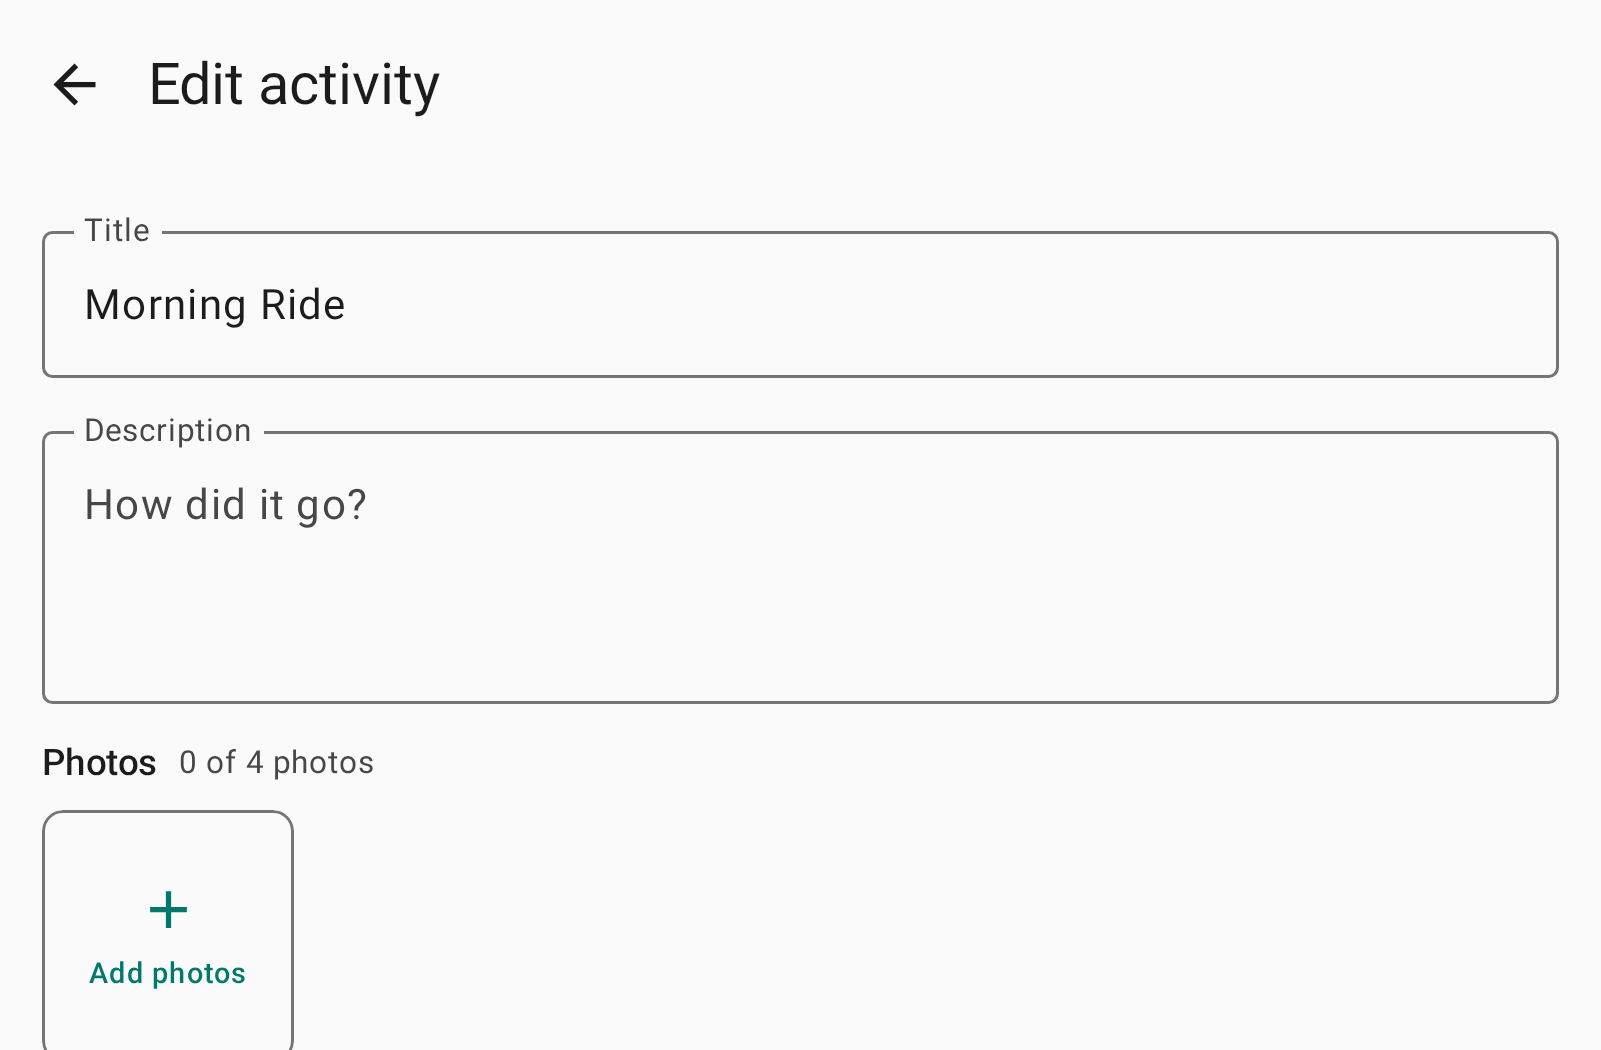 Edit activity
Title
Morning Ride
Description
How did it go?
Photos 0 of 4 photos
Add photos